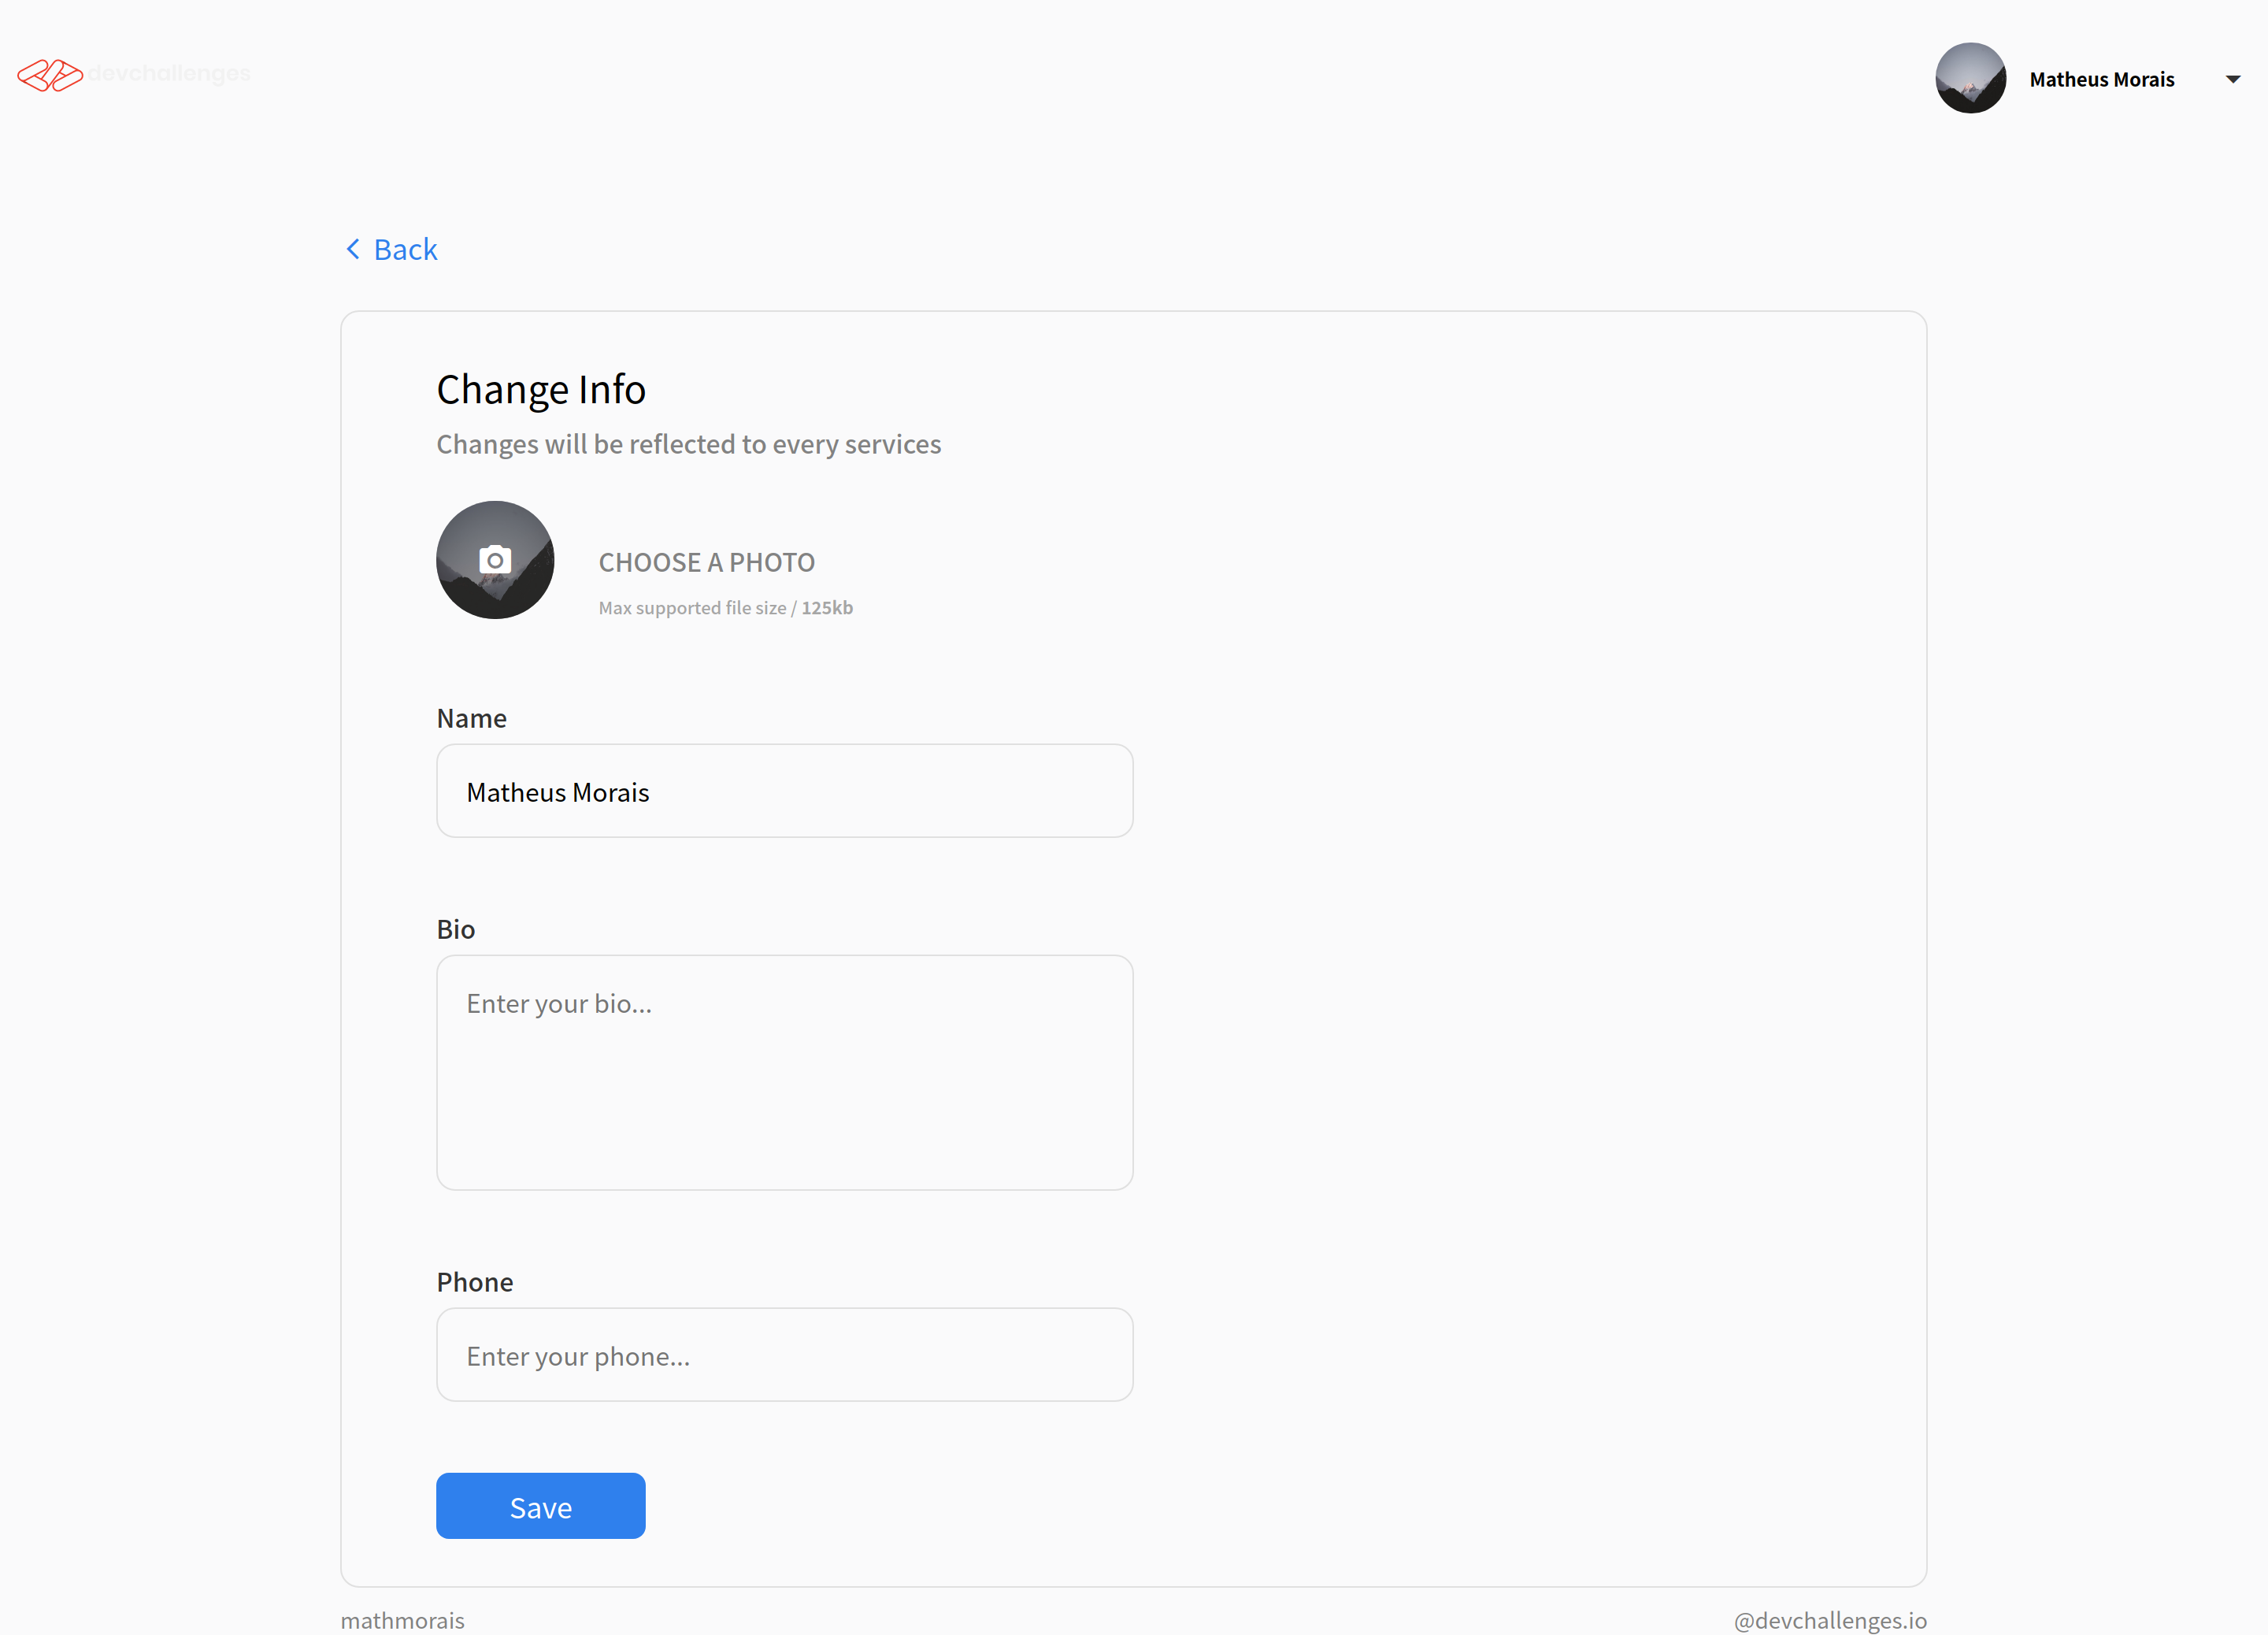 devchallenges
Matheus Morais
Back
Change Info
Changes will be reflected to every services
CHOOSE A PHOTO
Max supported file size / 125kb
Name
Matheus Morais
Bio
Enter your bio...
Phone
Enter your phone...
Save
mathmorais
@devchallenges.io